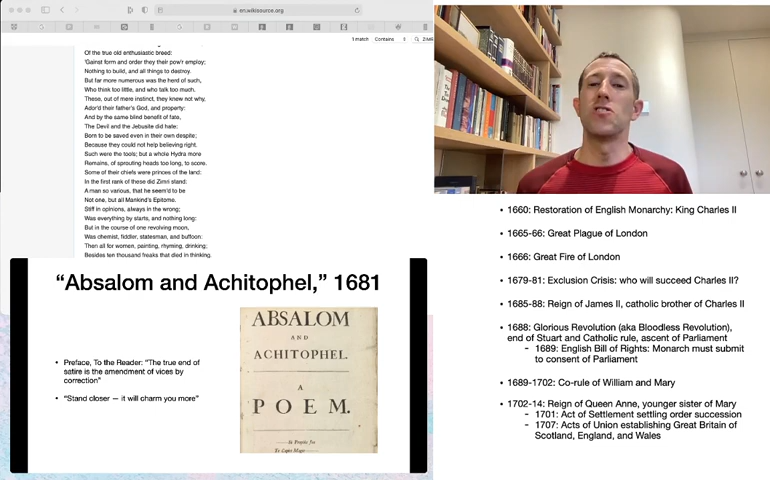 en.wikisource.org
1 match Contains
Of the true old enthusiastic breed:
'Gainst form and order they their pow'r employ;
Nothing to build, and all things to destroy.
But far more numerous was the herd of such,
Who think too little, and who talk too much.
These, out of mere instinct, they knew not why,
Ador'd their father's God, and property:
And by the same blind benefit of fate,
The Devil and the Jebusite did hate:
Born to be saved even in their own despite;
Because they could not help believing right.
Such were the tools; but a whole Hydra more
Remains, of sprouting heads too long, to score.
Some of their chiefs were princes of the land:
In the first rank of these did Zimri stand:
A man so various, that he seem'd to be
Not one, but all Mankind's Epitome.
Stiff in opinions, always in the wrong;
Was everything by starts, and nothing long:
But in the course of one revolving moon,
Was chemist, fiddler, statesman, and buffoon:
Then all for women, painting, rhyming, drinking;
Besides ten thousand freaks that died in thinking.
“Absalom and Achitophel,” 1681
• Preface, To the Reader: “The true end of
satire is the amendment of vices by
correction”
• “Stand closer — it will charm you more”
ABSALOM
AND
ACHITOPHEL.
A
POEM.
• 1660: Restoration of English Monarchy: King Charles II
• 1665-66: Great Plague of London
• 1666: Great Fire of London
• 1679-81: Exclusion Crisis: who will succeed Charles II?
• 1685-88: Reign of James II, catholic brother of Charles II
• 1688: Glorious Revolution (aka Bloodless Revolution),
end of Stuart and Catholic rule, ascent of Parliament
- 1689: English Bill of Rights: Monarch must submit
to consent of Parliament
• 1689-1702: Co-rule of William and Mary
• 1702-14: Reign of Queen Anne, younger sister of Mary
- 1701: Act of Settlement settling order succession
- 1707: Acts of Union establishing Great Britain of
Scotland, England, and Wales